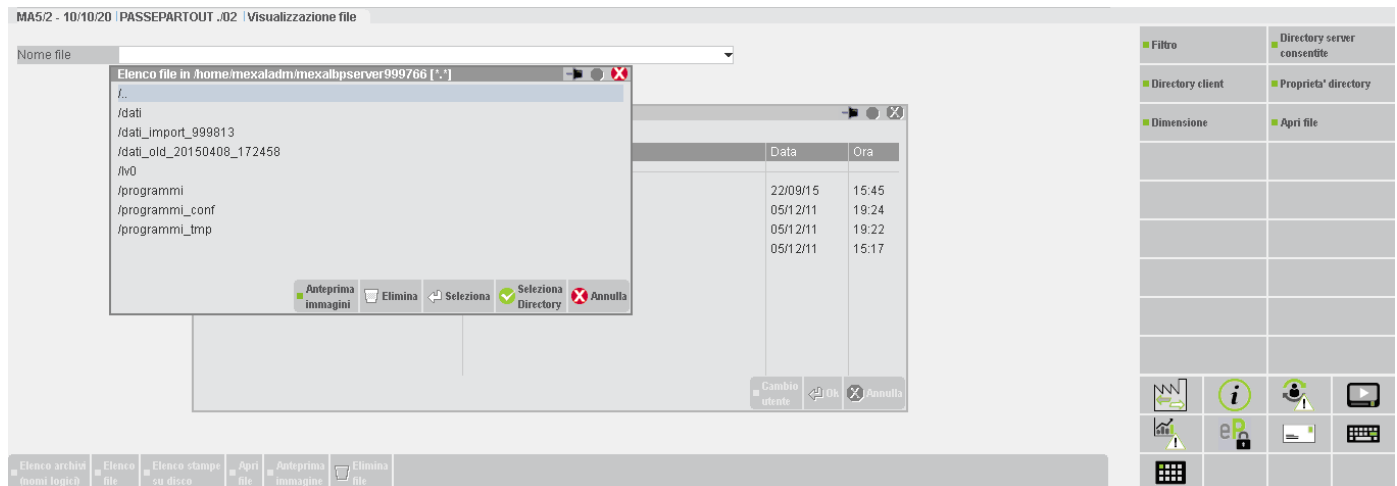 MA5/2 - 10/10/20 | PASSEPARTOUT ./02 | Visualizzazione file
Nome file
Elenco file in /home/mexaladm/mexalbpserver999766 [*.*]
/..
/dati
/dati_import_999813
/dati_old_20150408_172458
/lv0
/programmi
/programmi_conf
/programmi_tmp
Anteprima immagini
Elimina
Seleziona
Seleziona Directory
Annulla
Data Ora
22/09/15 15:45
05/12/11 19:24
05/12/11 19:22
05/12/11 15:17
Cambio utente
Ok
Annulla
Filtro
Directory server consentite
Directory client
Proprieta' directory
Dimensione
Apri file
i
eP
Elenco archivi (nomi logici)
Elenco file
Elenco stampe su disco
Apri file
Anteprima immagine
Elimina file